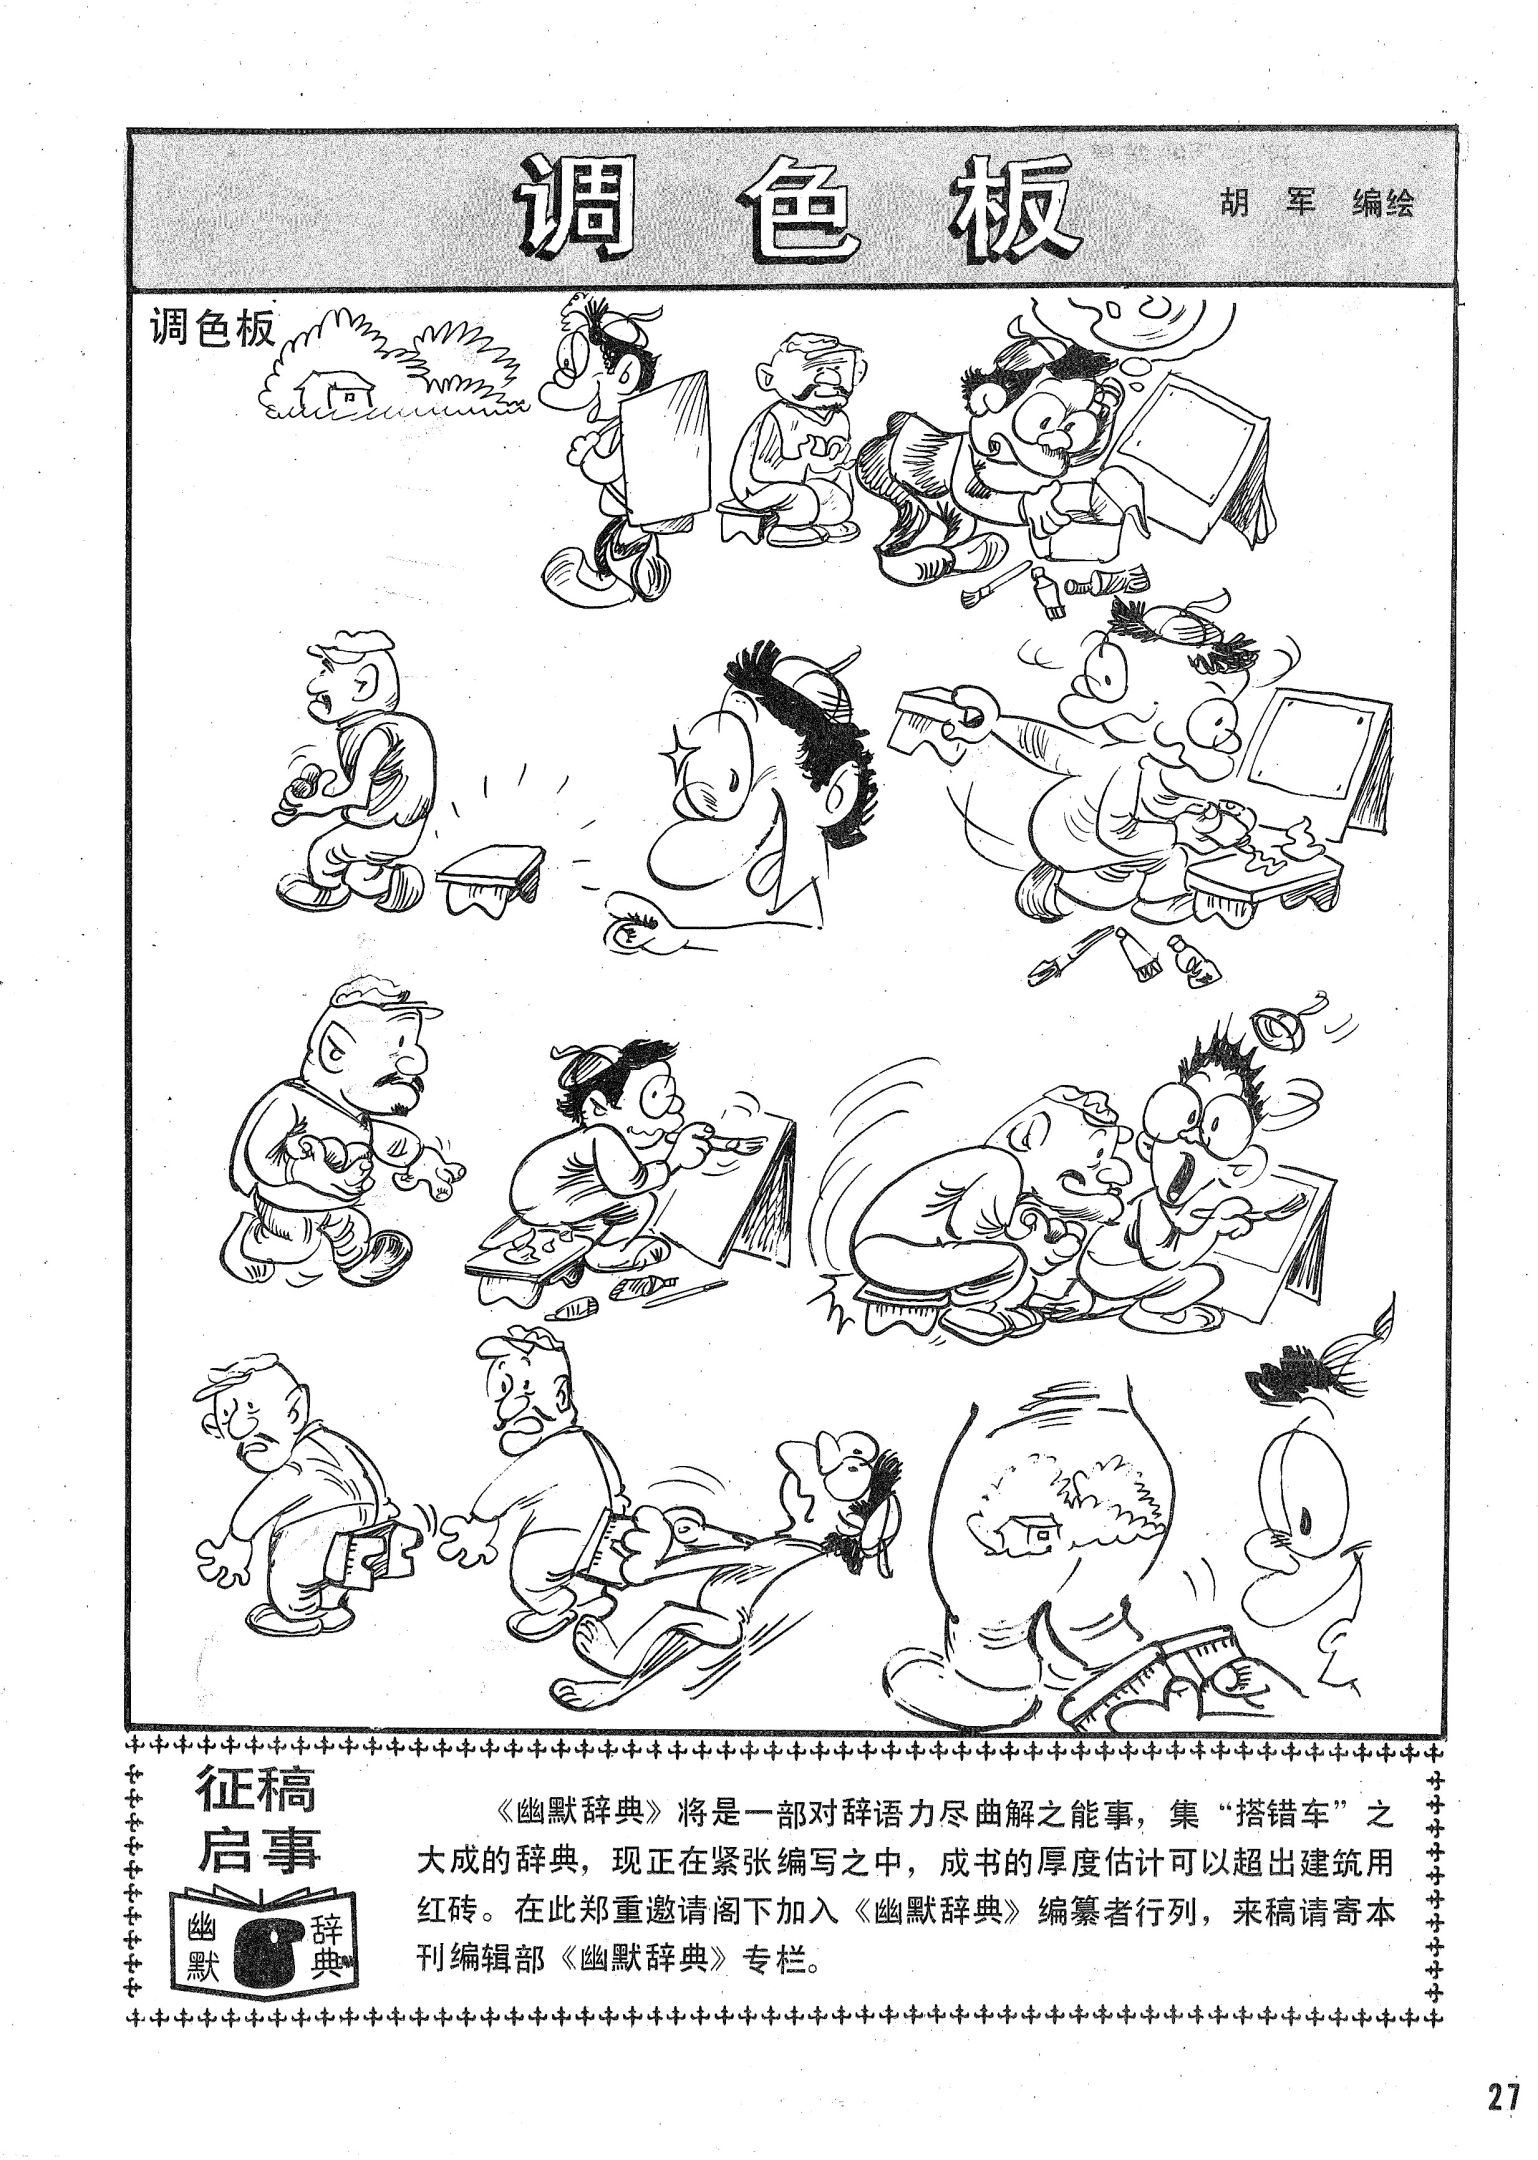 调色板
胡军 编绘
调色板
征稿
启事
幽默
辞典
《幽默辞典》将是一部对辞语力尽曲解之能事，集“搭错车”之
大成的辞典，现正在紧张编写之中，成书的厚度估计可以超出建筑用
红砖。在此郑重邀请阁下加入《幽默辞典》编纂者行列，来稿请寄本
刊编辑部《幽默辞典》专栏。
27